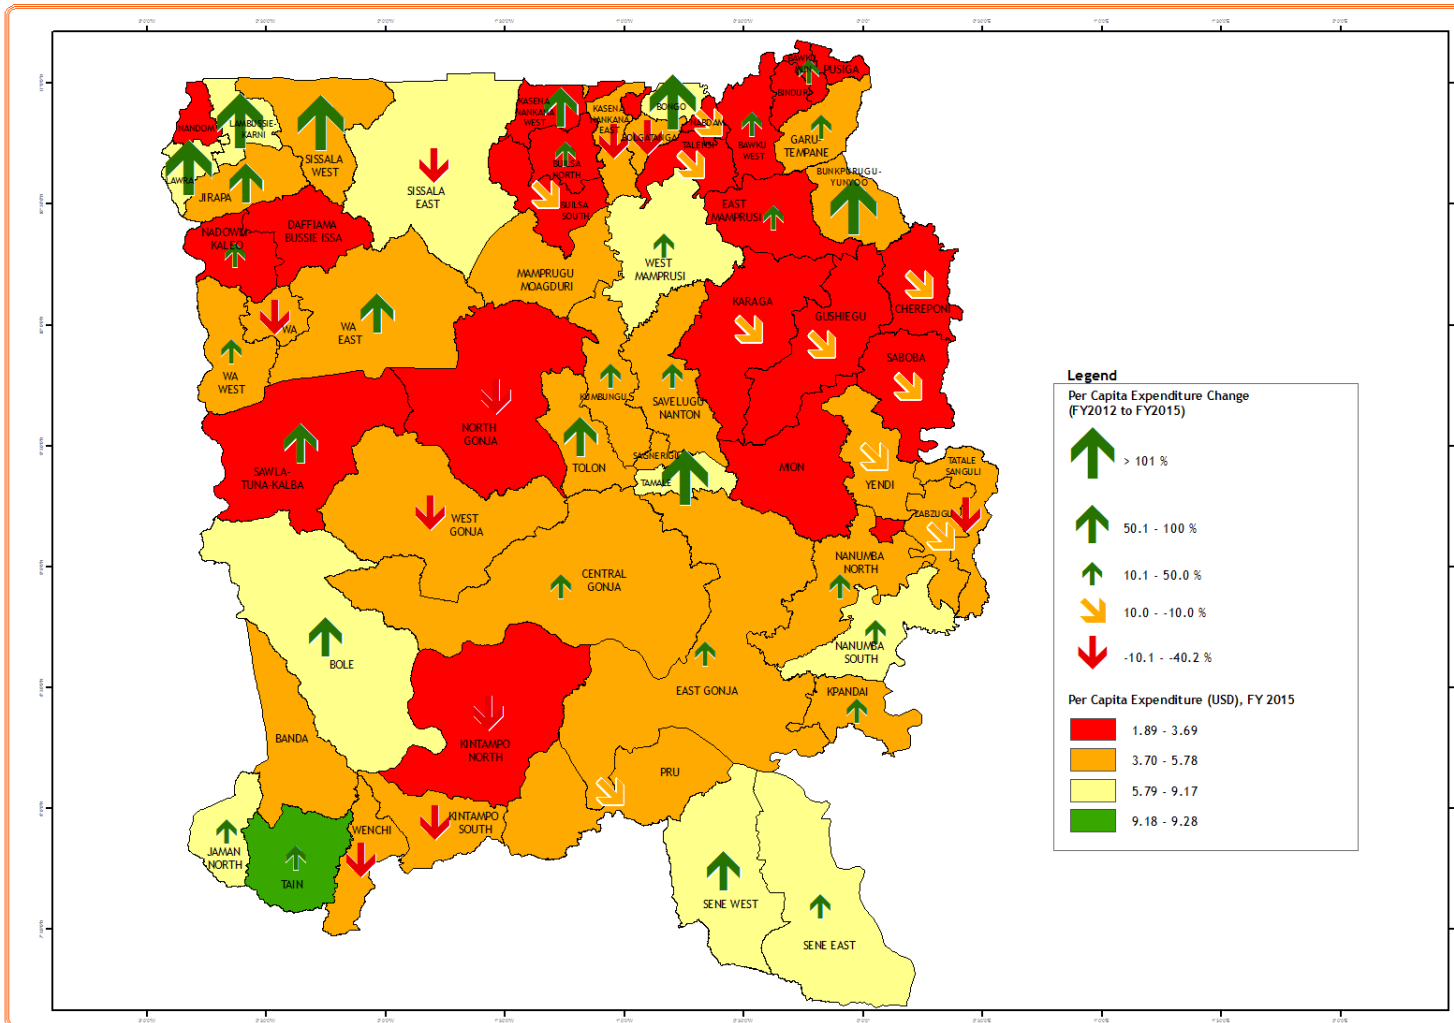 BAWKU
PUSIGA
BINDURI
KASENA
NANKANA
WEST
KASENA
NANKANA
EAST
BONGO
NABDAM
BOLGATANGA
TALENSI
BAWKU
WEST
GARU-
TEMPANE
NANDOM
LAMBUSSIE-
KARNI
SISSALA
WEST
LAWRA
JIRAPA
SISSALA
EAST
BUILSA
NORTH
BUILSA
SOUTH
BUNKPURUGU-
YUNYOO
EAST
MAMPRUSI
NADOWLI-
KALEO
DAFFIAMA
BUSSIE ISSA
WEST
MAMPRUSI
MAMPRUGU
MOAGDURI
KARAGA
GUSHIEGU
CHEREPONI
WA
WA
EAST
WA
WEST
SABOBA
KUMBUNGU
SAVELUGU
NANTON
NORTH
GONJA
SAGNERIGU
TOLON
TAMALE
MION
YENDI
TATALE
SANGULI
SAWLA-
TUNA-KALBA
WEST
GONJA
ZABZUGU
CENTRAL
GONJA
NANUMBA
NORTH
NANUMBA
SOUTH
BOLE
EAST GONJA
KPANDAI
BANDA
KINTAMPO
NORTH
PRU
JAMAN
NORTH
TAIN
WENCHI
KINTAMPO
SOUTH
SENE WEST
SENE EAST
Legend
Per Capita Expenditure Change
(FY2012 to FY2015)
> 101 %
50.1 - 100 %
10.1 - 50.0 %
10.0 - -10.0 %
-10.1 - -40.2 %
Per Capita Expenditure (USD), FY 2015
1.89 - 3.69
3.70 - 5.78
5.79 - 9.17
9.18 - 9.28